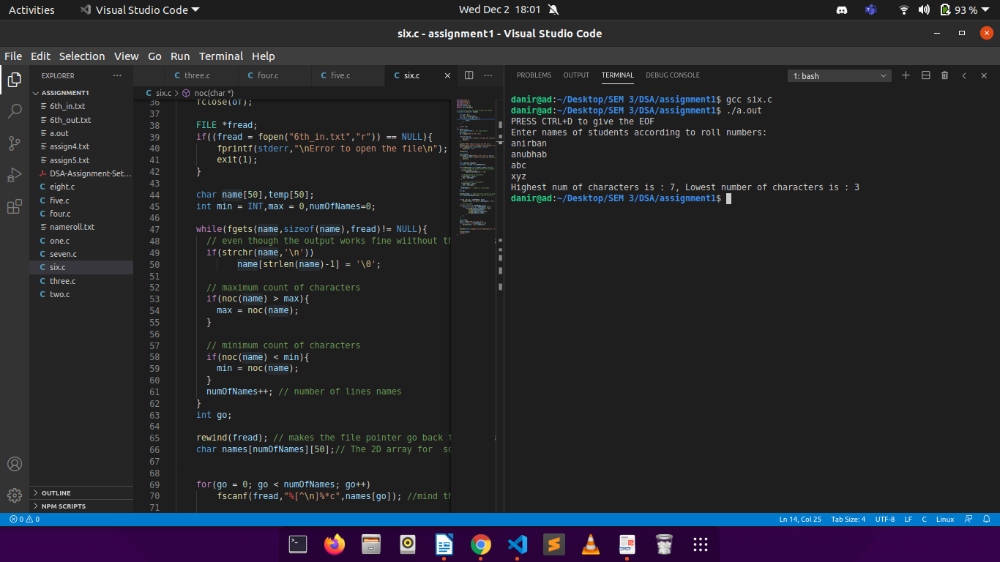 Activities
Visual Studio Code
Wed Dec 2 18:01
93 %
six.c - assignment1 - Visual Studio Code
File Edit Selection View Go Run Terminal Help
EXPLORER
ASSIGNMENT1
6th_in.txt
6th_out.txt
a.out
assign4.txt
assign5.txt
DSA-Assignment-Set...
eight.c
five.c
four.c
nameroll.txt
one.c
seven.c
six.c
three.c
two.c
OUTLINE
NPM SCRIPTS
three.c
four.c
five.c
six.c
six.c > noc(char *)
36 fclose(of);
37
38 FILE *fread;
39 if((fread = fopen("6th_in.txt","r")) == NULL){
40 fprintf(stderr,"\nError to open the file\n");
41 exit(1);
42 }
43
44 char name[50],temp[50];
45 int min = INT,max = 0,numOfNames=0;
46
47 while(fgets(name,sizeof(name),fread)!= NULL){
48 // even though the output works fine wiithout th
49 if(strchr(name,'\n'))
50 name[strlen(name)-1] = '\0';
51
52 // maximum count of characters
53 if(noc(name) > max){
54 max = noc(name);
55 }
56
57 // minimum count of characters
58 if(noc(name) < min){
59 min = noc(name);
60 }
61 numOfNames++; // number of lines names
62 }
63 int go;
64
65 rewind(fread); // makes the file pointer go back t
66 char names[numOfNames][50];// The 2D array for so
67
68
69 for(go = 0; go < numOfNames; go++)
70 fscanf(fread,"%[^\n]%*c",names[go]); //mind th
71
PROBLEMS OUTPUT TERMINAL DEBUG CONSOLE
1: bash
danir@ad:~/Desktop/SEM 3/DSA/assignment1$ gcc six.c
danir@ad:~/Desktop/SEM 3/DSA/assignment1$ ./a.out
PRESS CTRL+D to give the EOF
Enter names of students according to roll numbers:
anirban
anubhab
abc
xyz
Highest num of characters is : 7, Lowest number of characters is : 3
danir@ad:~/Desktop/SEM 3/DSA/assignment1$
0 0
Ln 14, Col 25 Tab Size: 4 UTF-8 LF C Linux